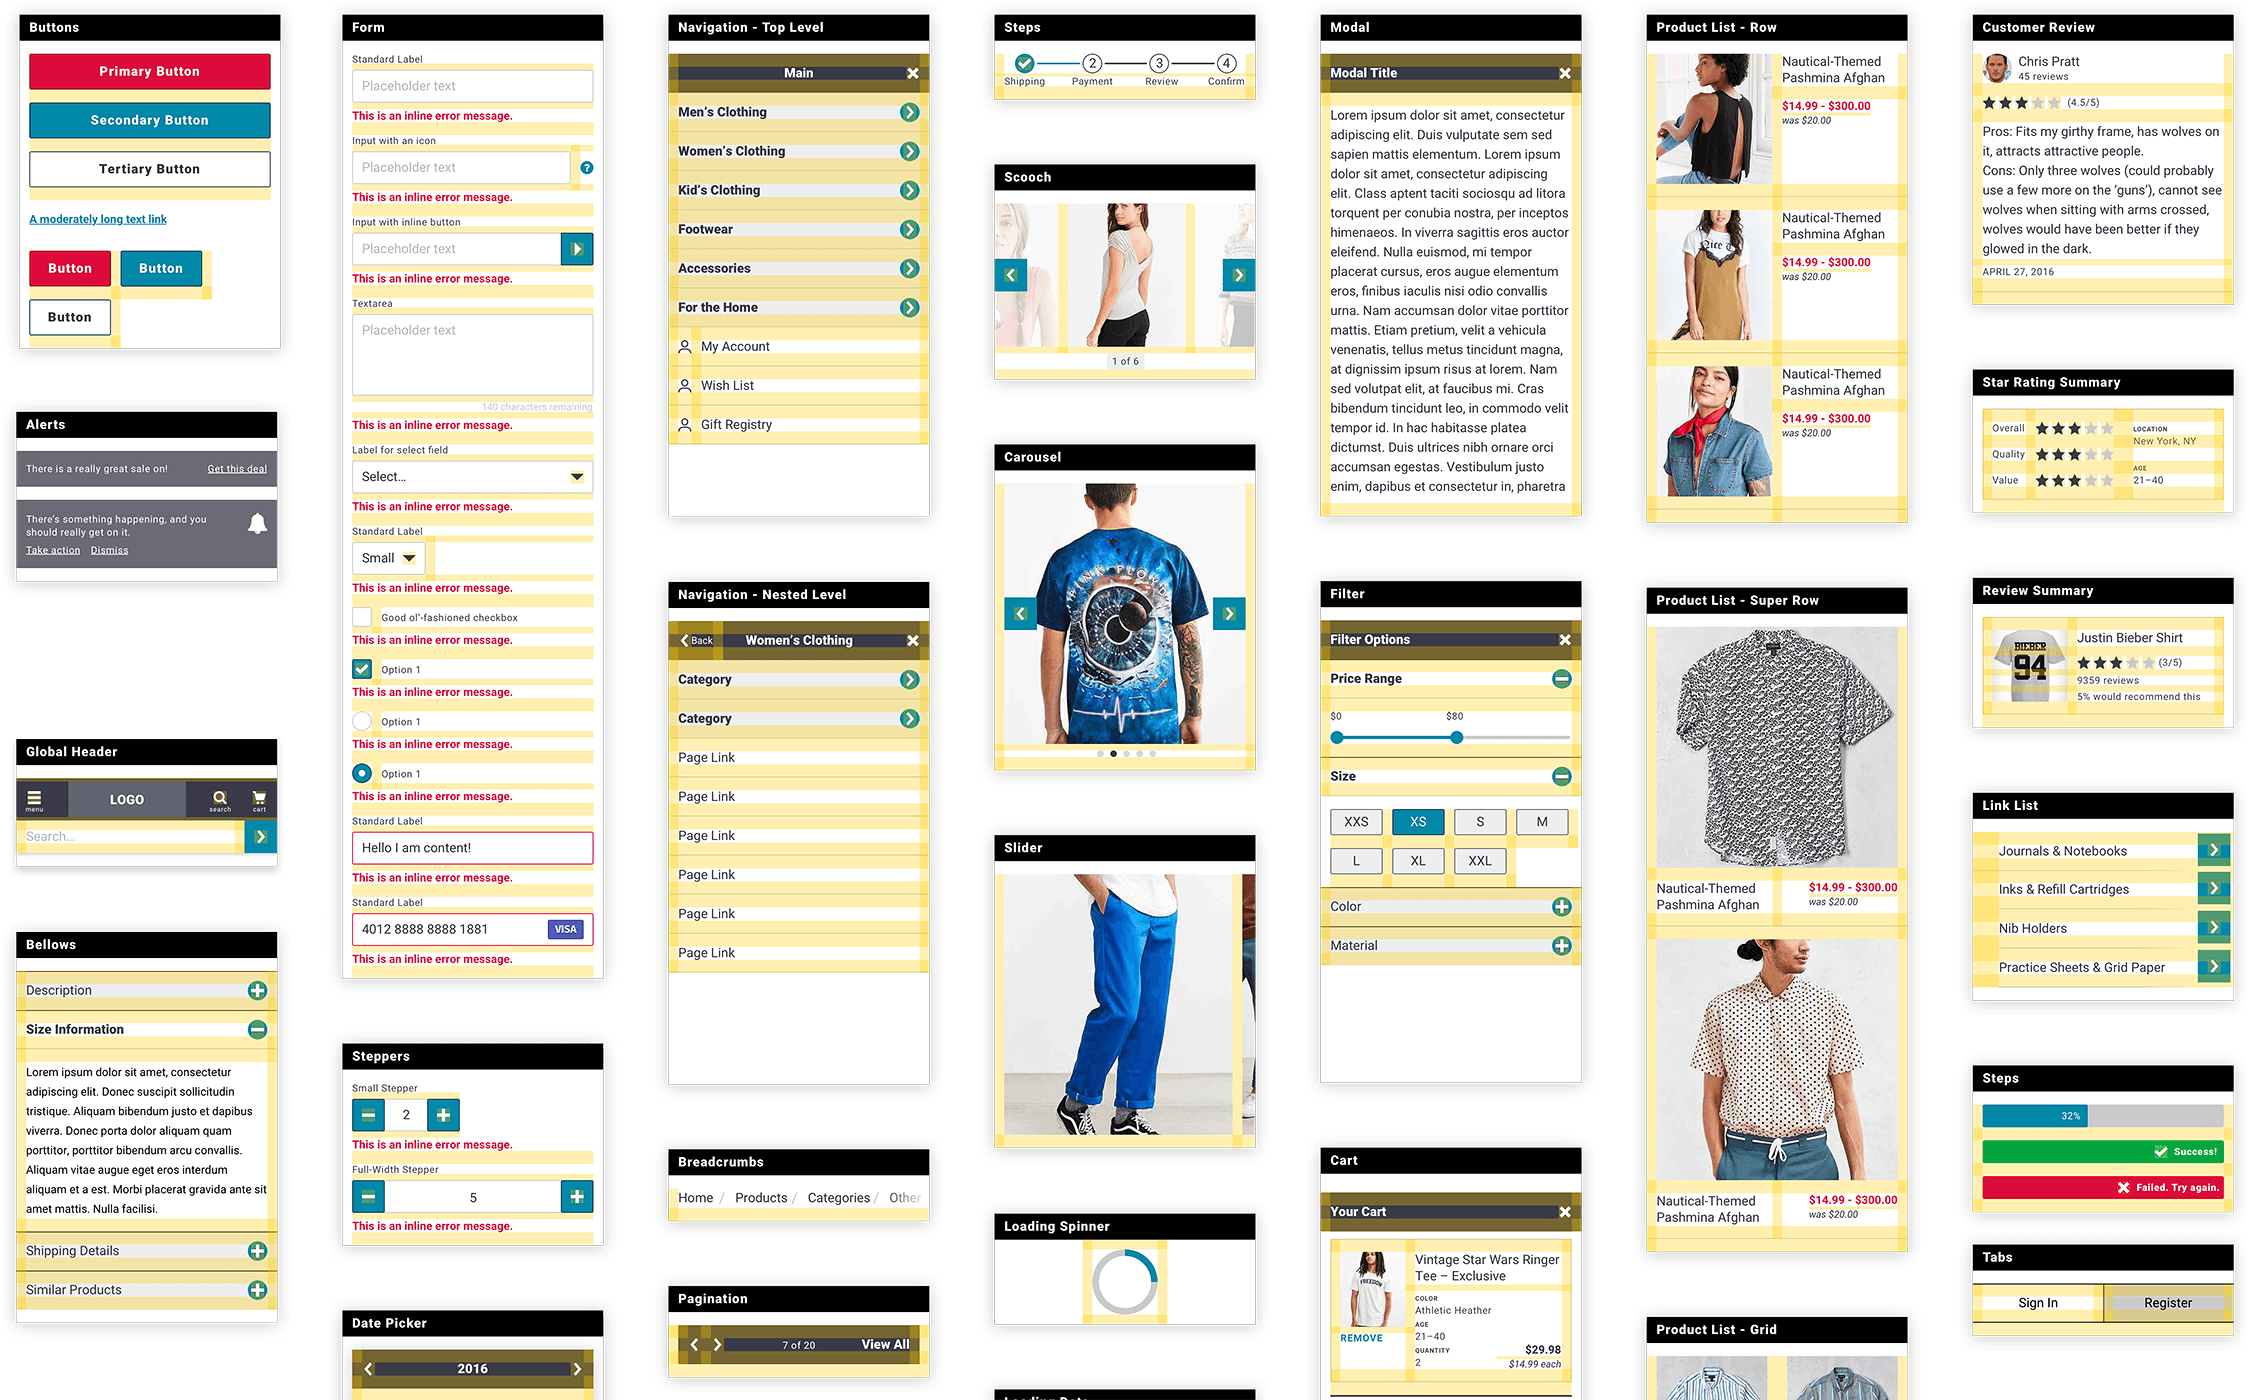 Buttons
Primary Button
Secondary Button
Tertiary Button
A moderately long text link
Button
Button
Button
Alerts
There is a really great sale on!
Get this deal
There's something happening, and you
should really get on it.
Take action
Dismiss
Global Header
menu
LOGO
search
cart
Search...
Bellows
Description
Size Information
Lorem ipsum dolor sit amet, consectetur
adipiscing elit. Donec suscipit sollicitudin
tristique. Aliquam bibendum justo et dapibus
viverra. Donec porta dolor aliquam quam
porttitor, porttitor bibendum arcu convallis.
Aliquam vitae augue eget eros interdum
aliquam et a est. Morbi placerat gravida ante sit
amet mattis. Nulla facilisi.
Shipping Details
Similar Products
Form
Standard Label
Placeholder text
This is an inline error message.
Input with an icon
Placeholder text
?
This is an inline error message.
Input with inline button
Placeholder text
This is an inline error message.
Textarea
Placeholder text
140 characters remaining
This is an inline error message.
Label for select field
Select...
This is an inline error message.
Standard Label
Small
This is an inline error message.
Good ol'-fashioned checkbox
This is an inline error message.
Option 1
This is an inline error message.
Option 1
This is an inline error message.
Option 1
This is an inline error message.
Standard Label
Hello I am content!
This is an inline error message.
Standard Label
4012 8888 8888 1881
VISA
This is an inline error message.
Steppers
Small Stepper
2
This is an inline error message.
Full-Width Stepper
5
This is an inline error message.
Date Picker
2016
Navigation - Top Level
Main
Men's Clothing
Women's Clothing
Kid's Clothing
Footwear
Accessories
For the Home
My Account
Wish List
Gift Registry
Navigation - Nested Level
Back
Women's Clothing
Category
Category
Page Link
Page Link
Page Link
Page Link
Page Link
Page Link
Breadcrumbs
Home / Products / Categories / Other
Pagination
7 of 20
View All
Steps
2
3
4
Shipping
Payment
Review
Confirm
Scooch
1 of 6
Carousel
PINK FLOYD
Slider
Loading Spinner
Modal
Modal Title
Lorem ipsum dolor sit amet, consectetur
adipiscing elit. Duis vulputate sem sed
sapien mattis elementum. Lorem ipsum
dolor sit amet, consectetur adipiscing
elit. Class aptent taciti sociosqu ad litora
torquent per conubia nostra, per inceptos
himenaeos. In viverra sagittis eros auctor
eleifend. Nulla euismod, mi tempor
placerat cursus, eros augue elementum
eros, finibus iaculis nisi odio convallis
urna. Nam accumsan dolor vitae porttitor
mattis. Etiam pretium, velit a vehicula
venenatis, tellus metus tincidunt magna,
at dignissim ipsum risus at lorem. Nam
sed volutpat elit, at faucibus mi. Cras
bibendum tincidunt leo, in commodo velit
tempor id. In hac habitasse platea
dictumst. Duis ultrices nibh ornare orci
accumsan egestas. Vestibulum justo
enim, dapibus et consectetur in, pharetra
Filter
Filter Options
Price Range
$0
$80
Size
XXS
XS
S
M
L
XL
XXL
Color
Material
Cart
Your Cart
FREEDOM
Vintage Star Wars Ringer
Tee – Exclusive
COLOR
Athletic Heather
AGE
21–40
REMOVE
QUANTITY
2
$29.98
$14.99 each
Product List - Row
Nautical-Themed
Pashmina Afghan
$14.99 - $300.00
was $20.00
Nice
Nautical-Themed
Pashmina Afghan
$14.99 - $300.00
was $20.00
Nautical-Themed
Pashmina Afghan
$14.99 - $300.00
was $20.00
Product List - Super Row
Nautical-Themed
Pashmina Afghan
$14.99 - $300.00
was $20.00
Nautical-Themed
Pashmina Afghan
$14.99 - $300.00
was $20.00
Product List - Grid
Customer Review
Chris Pratt
45 reviews
(4.5/5)
Pros: Fits my girthy frame, has wolves on
it, attracts attractive people.
Cons: Only three wolves (could probably
use a few more on the 'guns'), cannot see
wolves when sitting with arms crossed,
wolves would have been better if they
glowed in the dark.
APRIL 27, 2016
Star Rating Summary
Overall
Quality
Value
LOCATION
New York, NY
AGE
21–40
Review Summary
BIEBER
94
Justin Bieber Shirt
(3/5)
9359 reviews
5% would recommend this
Link List
Journals & Notebooks
Inks & Refill Cartridges
Nib Holders
Practice Sheets & Grid Paper
Steps
32%
Success!
Failed. Try again.
Tabs
Sign In
Register